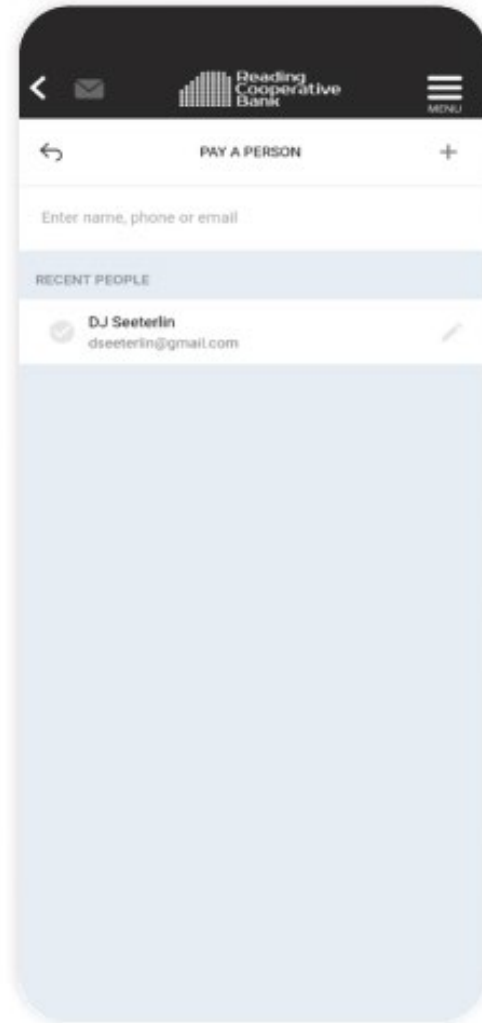 Reading
Cooperative
Bank
MENU
PAY A PERSON
Enter name, phone or email
RECENT PEOPLE
DJ Seeterlin
dseeterlin@gmail.com